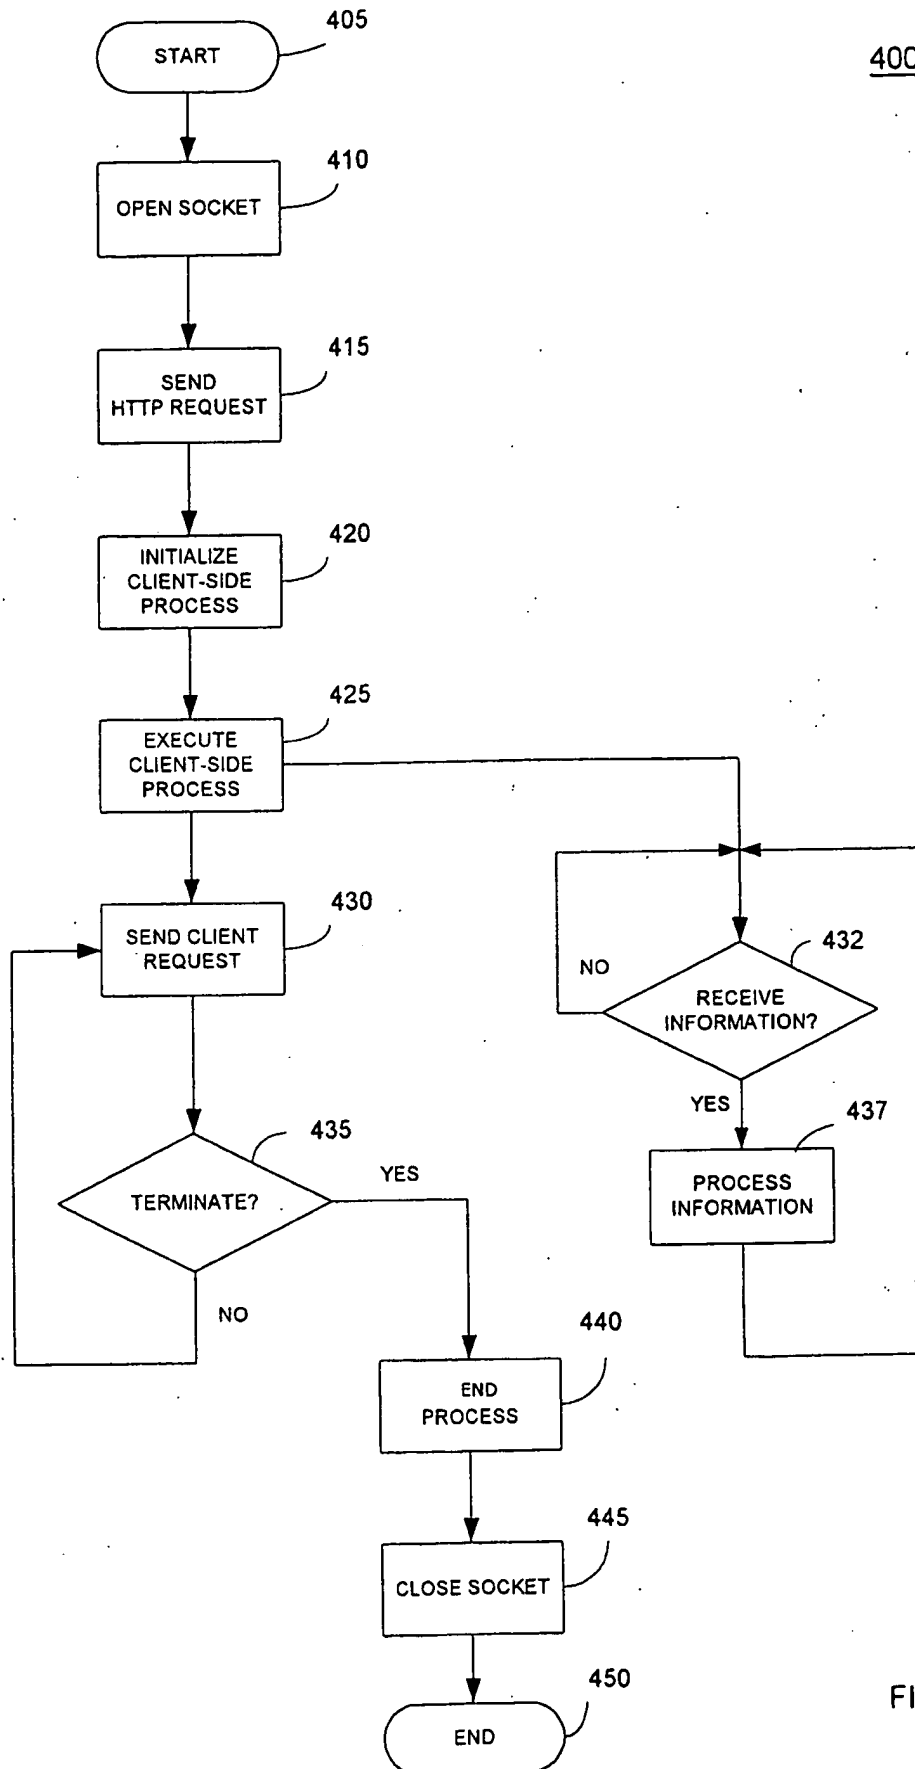 START
405
400
OPEN SOCKET
410
SEND
HTTP REQUEST
415
INITIALIZE
CLIENT-SIDE
PROCESS
420
EXECUTE
CLIENT-SIDE
PROCESS
425
SEND CLIENT
REQUEST
430
NO
RECEIVE
INFORMATION?
432
YES
PROCESS
INFORMATION
437
TERMINATE?
435
YES
NO
END
PROCESS
440
CLOSE SOCKET
445
END
450
FI